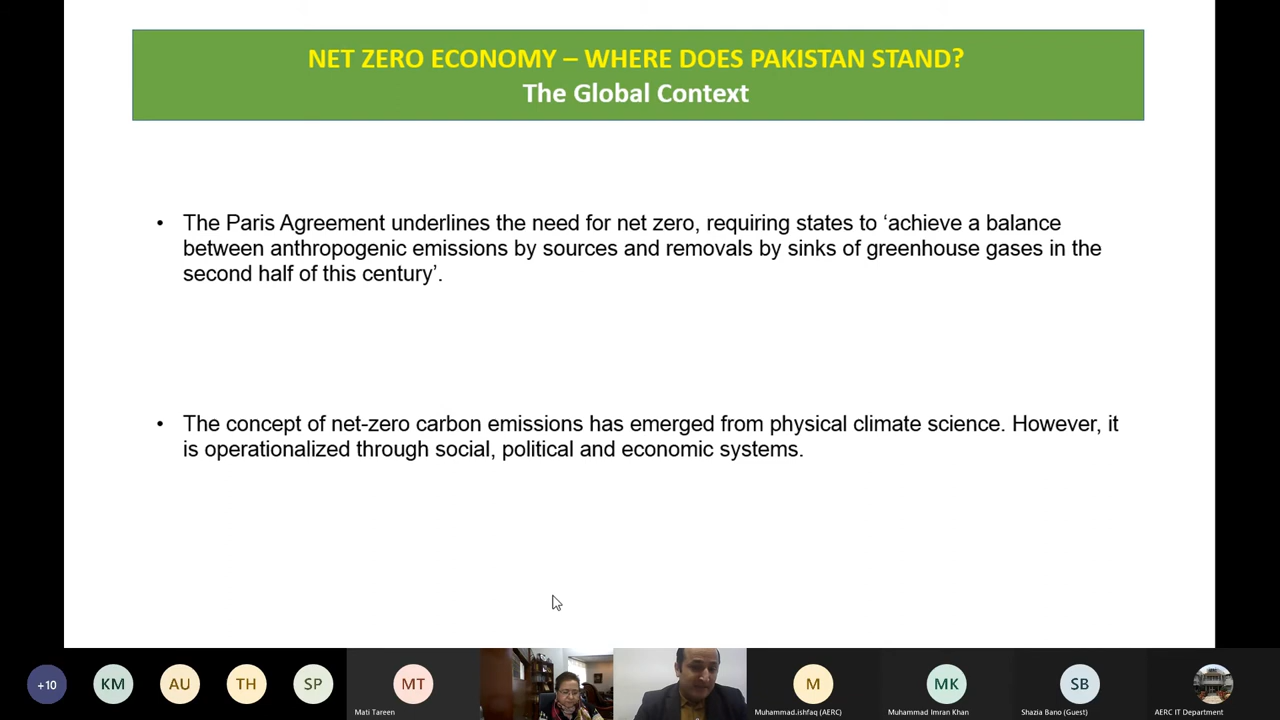 NET ZERO ECONOMY – WHERE DOES PAKISTAN STAND?
The Global Context
• The Paris Agreement underlines the need for net zero, requiring states to ‘achieve a balance
between anthropogenic emissions by sources and removals by sinks of greenhouse gases in the
second half of this century’.
• The concept of net-zero carbon emissions has emerged from physical climate science. However, it
is operationalized through social, political and economic systems.
+10
KM
AU
TH
SP
MT
Mati Tareen
M
Muhammad.ishfaq (AERC)
MK
Muhammad Imran Khan
SB
Shazia Bano (Guest)
AERC IT Department